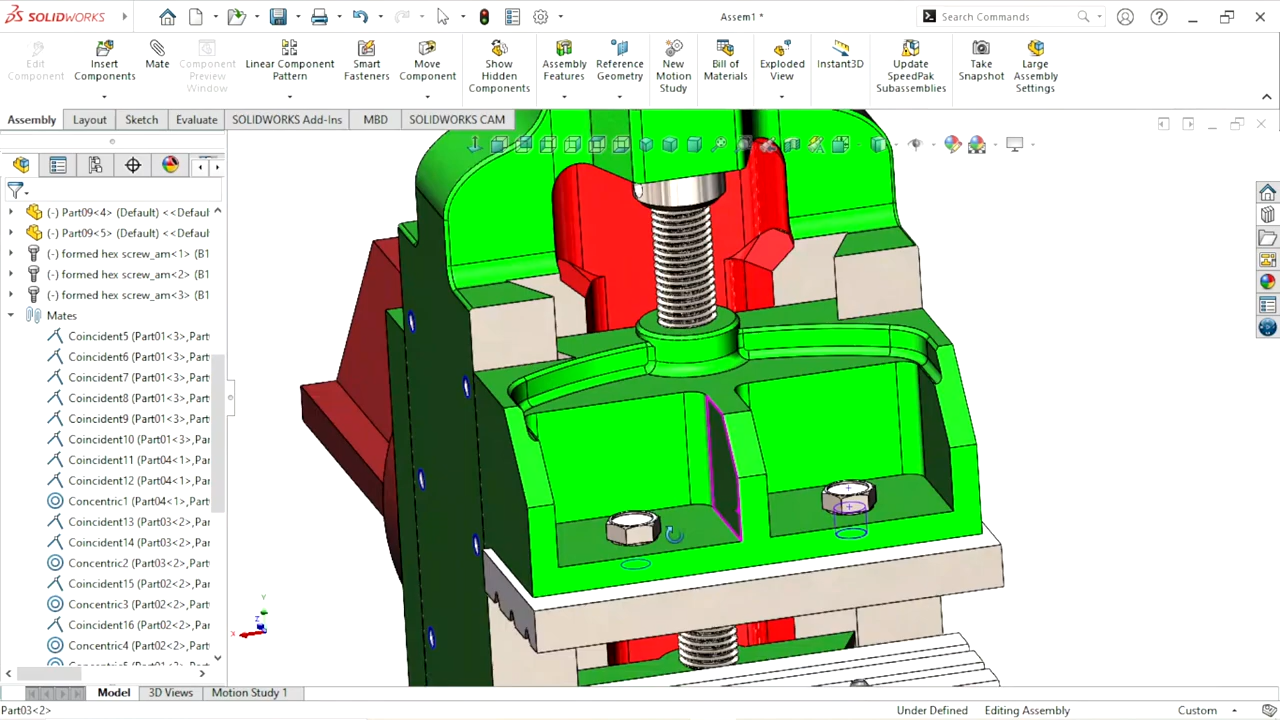 SOLIDWORKS
Assem1 *
Search Commands
Edit
Component
Insert
Components
Mate
Component
Preview
Window
Linear Component
Pattern
Smart
Fasteners
Move
Component
Show
Hidden
Components
Assembly
Features
Reference
Geometry
New
Motion
Study
Bill of
Materials
Exploded
View
Instant3D
Update
SpeedPak
Subassemblies
Take
Snapshot
Large
Assembly
Settings
Assembly
Layout
Sketch
Evaluate
SOLIDWORKS Add-Ins
MBD
SOLIDWORKS CAM
(-) Part09<4> (Default) <<Defaul
(-) Part09<5> (Default) <<Defaul
(-) formed hex screw_am<1> (B1
(-) formed hex screw_am<2> (B1
(-) formed hex screw_am<3> (B1
Mates
Coincident5 (Part01<3>,Part
Coincident6 (Part01<3>,Part
Coincident7 (Part01<3>,Part
Coincident8 (Part01<3>,Part
Coincident9 (Part01<3>,Part
Coincident10 (Part01<3>,Par
Coincident11 (Part04<1>,Par
Coincident12 (Part04<1>,Par
Concentric1 (Part04<1>,Part
Coincident13 (Part03<2>,Par
Coincident14 (Part03<2>,Par
Concentric2 (Part03<2>,Part
Coincident15 (Part02<2>,Par
Concentric3 (Part02<2>,Part
Coincident16 (Part02<2>,Par
Concentric4 (Part02<2>,Part
Y
Z
X
Model
3D Views
Motion Study 1
Part03<2>
Under Defined
Editing Assembly
Custom